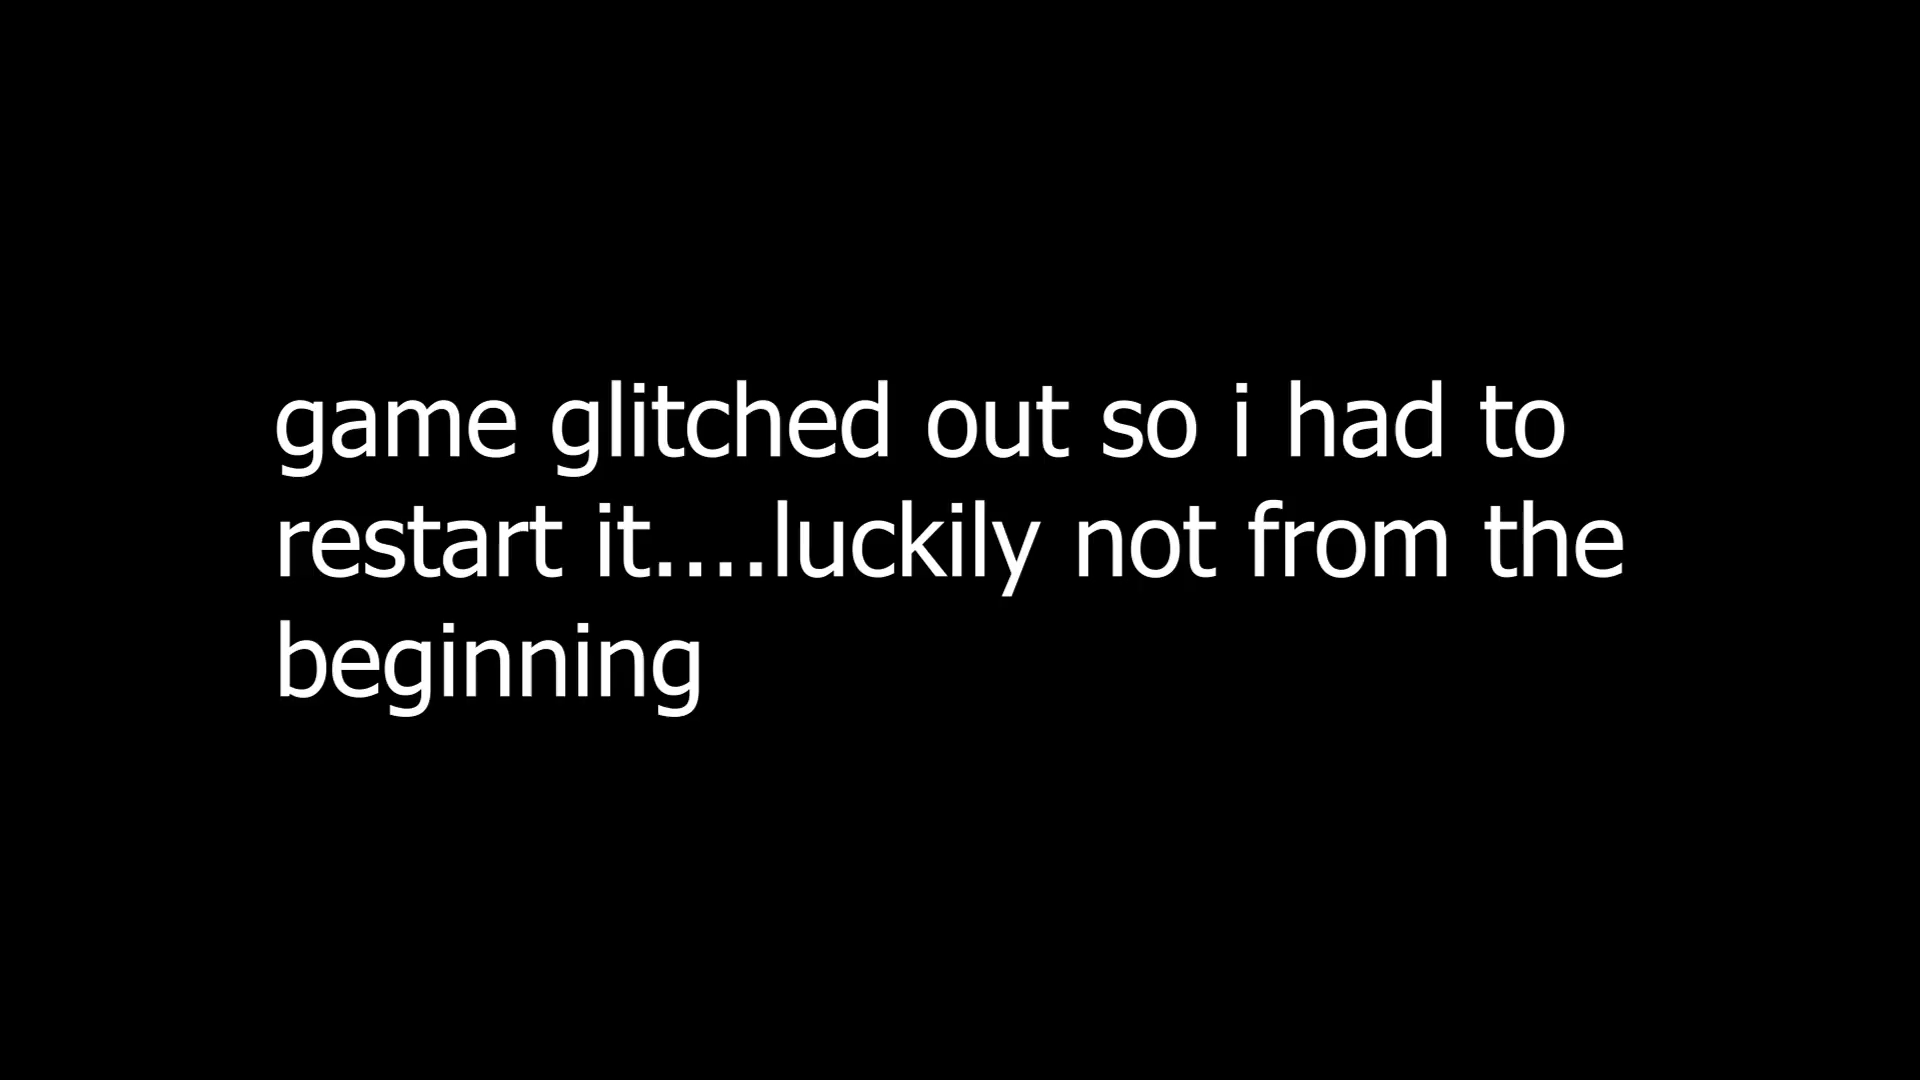 game glitched out so i had to
restart it....luckily not from the
beginning